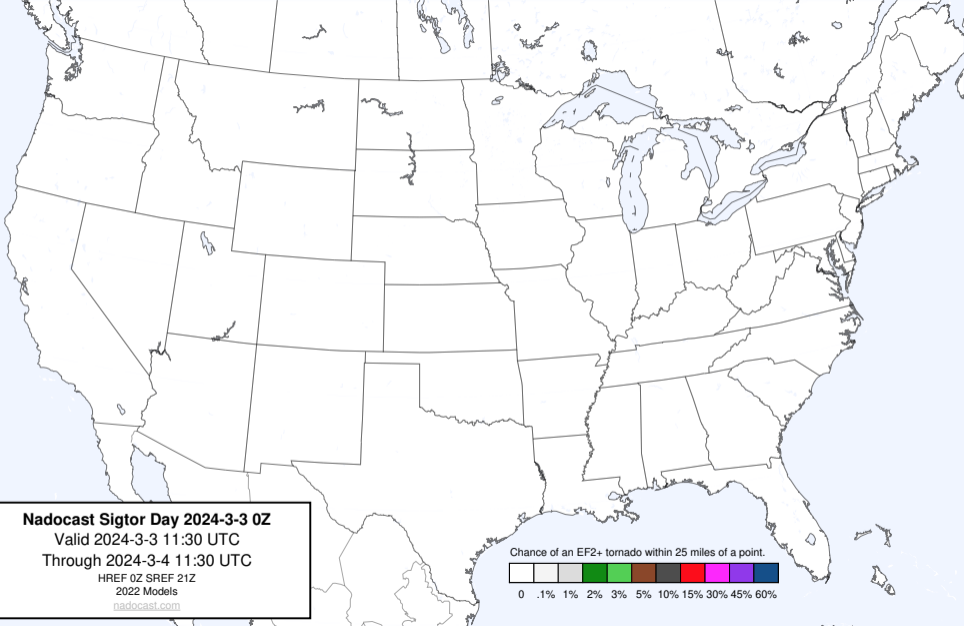 Nadocast Sigtor Day 2024-3-3 0Z
Valid 2024-3-3 11:30 UTC
Through 2024-3-4 11:30 UTC
HREF 0Z SREF 21Z
2022 Models
nadocast.com
Chance of an EF2+ tornado within 25 miles of a point.
0 .1% 1% 2% 3% 5% 10% 15% 30% 45% 60%